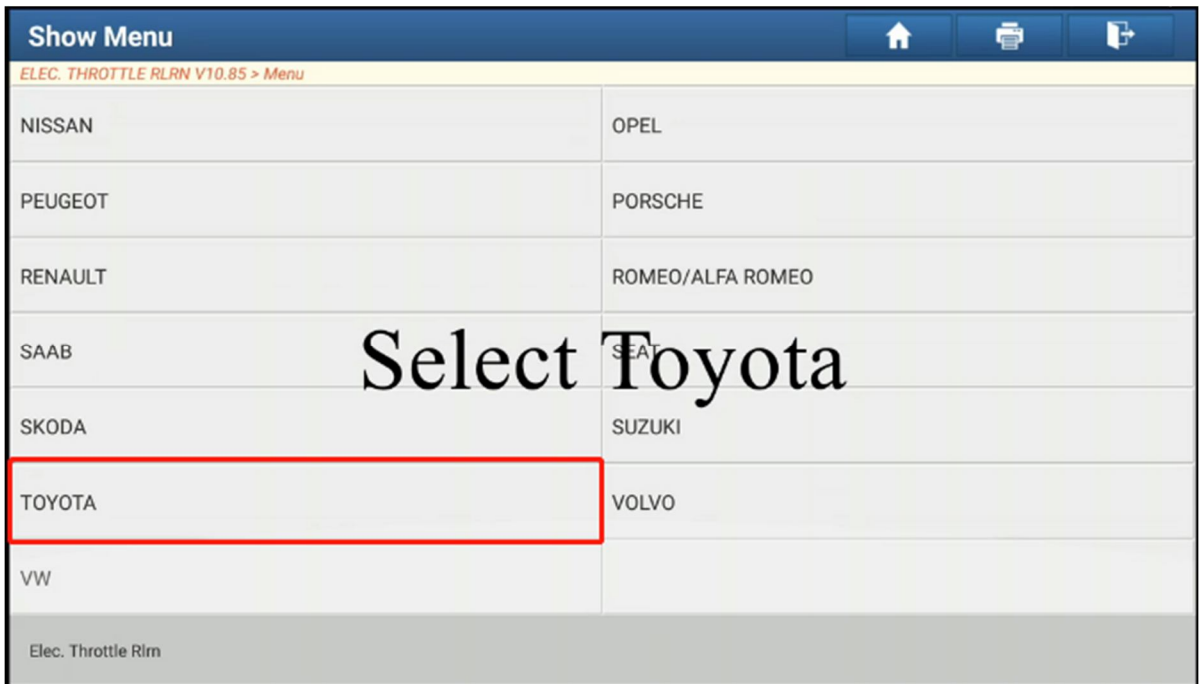 Show Menu
ELEC. THROTTLE RLRN V10.85 > Menu
NISSAN
OPEL
PEUGEOT
PORSCHE
RENAULT
ROMEO/ALFA ROMEO
SAAB
SEAT
Select Toyota
SKODA
SUZUKI
TOYOTA
VOLVO
VW
Elec. Throttle Rlrn